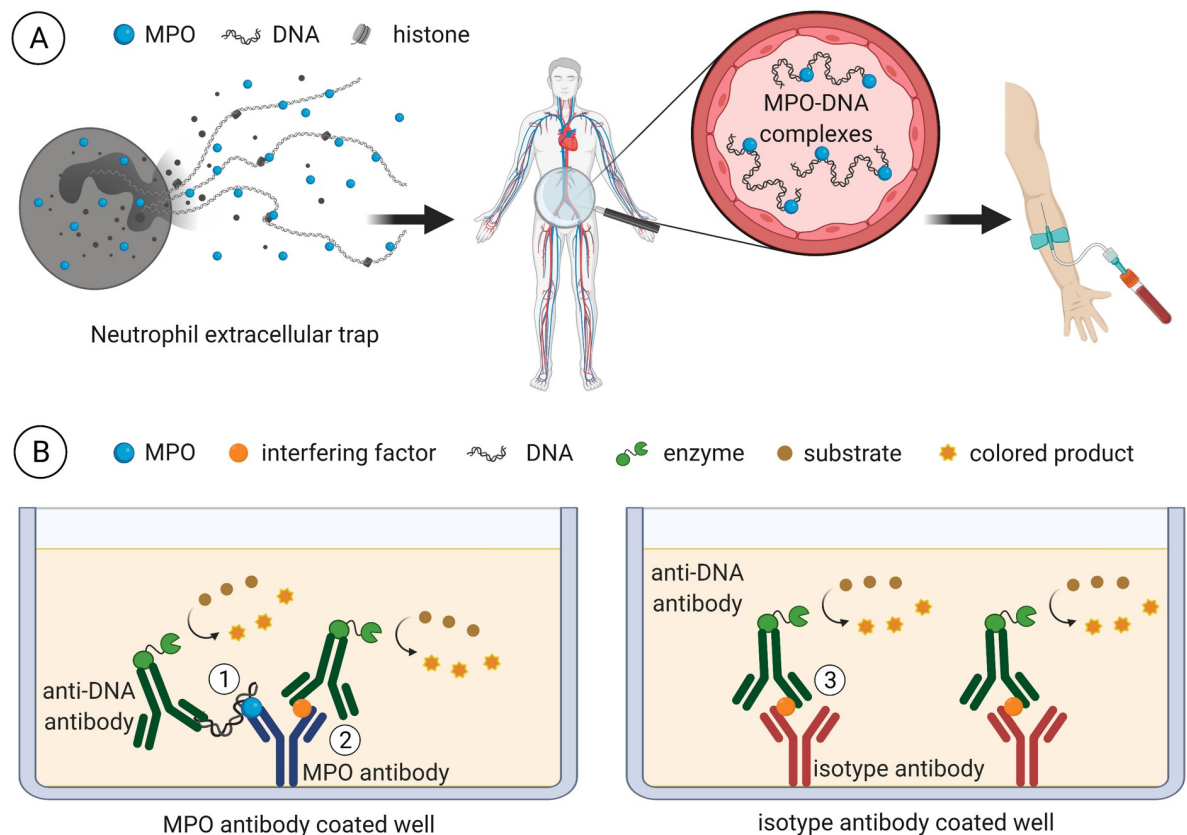 A
MPO
DNA
histone
MPO-DNA
complexes
Neutrophil extracellular trap
B
MPO
interfering factor
DNA
enzyme
substrate
colored product
anti-DNA
antibody
1
2
MPO antibody
MPO antibody coated well
anti-DNA
antibody
3
isotype antibody
isotype antibody coated well